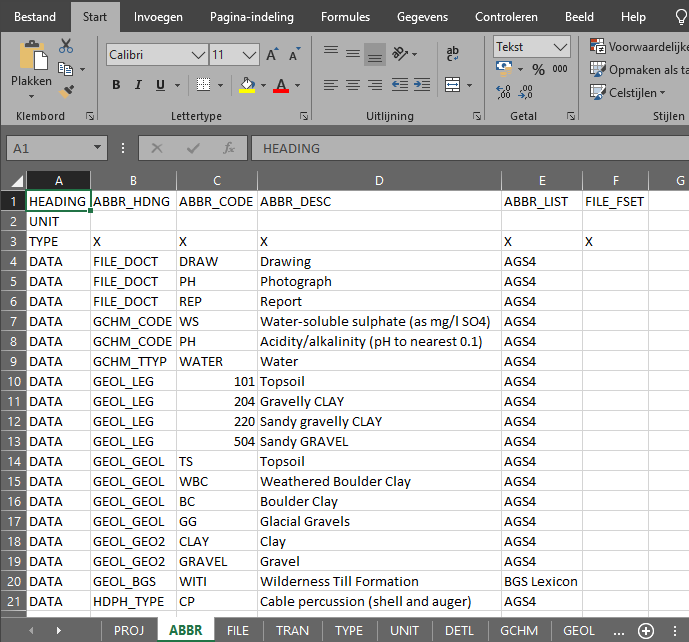 Bestand Start Invoegen Pagina-indeling Formules Gegevens Controleren Beeld Help
Calibri 11 A A Tekst Voorwaardelijke
Plakken B I U A ab % 000 Opmaken als ta
Celstijlen
Klembord Lettertype Uitlijning Getal Stijlen
A1 fx HEADING
A B C D E F G
1 HEADING ABBR_HDNG ABBR_CODE ABBR_DESC ABBR_LIST FILE_FSET
2 UNIT
3 TYPE X X X X X
4 DATA FILE_DOCT DRAW Drawing AGS4
5 DATA FILE_DOCT PH Photograph AGS4
6 DATA FILE_DOCT REP Report AGS4
7 DATA GCHM_CODE WS Water-soluble sulphate (as mg/l SO4) AGS4
8 DATA GCHM_CODE PH Acidity/alkalinity (pH to nearest 0.1) AGS4
9 DATA GCHM_TTYP WATER Water AGS4
10 DATA GEOL_LEG 101 Topsoil AGS4
11 DATA GEOL_LEG 204 Gravelly CLAY AGS4
12 DATA GEOL_LEG 220 Sandy gravelly CLAY AGS4
13 DATA GEOL_LEG 504 Sandy GRAVEL AGS4
14 DATA GEOL_GEOL TS Topsoil AGS4
15 DATA GEOL_GEOL WBC Weathered Boulder Clay AGS4
16 DATA GEOL_GEOL BC Boulder Clay AGS4
17 DATA GEOL_GEOL GG Glacial Gravels AGS4
18 DATA GEOL_GEO2 CLAY Clay AGS4
19 DATA GEOL_GEO2 GRAVEL Gravel AGS4
20 DATA GEOL_BGS WITI Wilderness Till Formation BGS Lexicon
21 DATA HDPH_TYPE CP Cable percussion (shell and auger) AGS4
PROJ ABBR FILE TRAN TYPE UNIT DETL GCHM GEOL ...